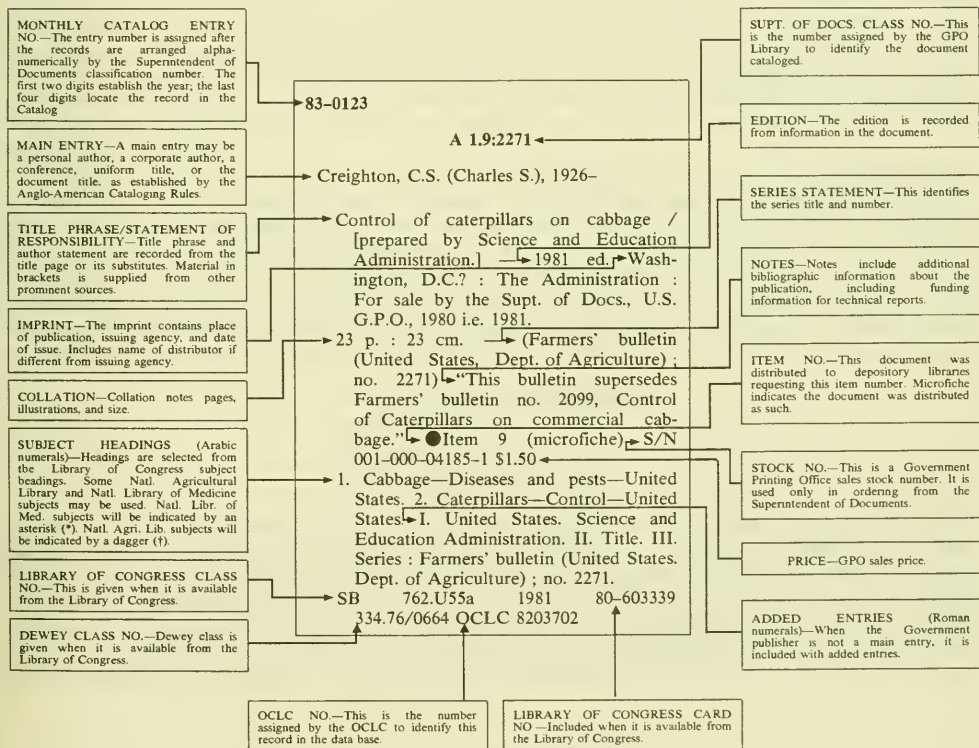 MONTHLY CATALOG ENTRY
NO.—The entry number is assigned after
the records are arranged alpha-
numerically by the Superintendent of
Documents classification number. The
first two digits establish the year; the last
four digits locate the record in the
Catalog
MAIN ENTRY—A main entry may be
a personal author, a corporate author, a
conference, uniform title, or the
document title, as established by the
Anglo-American Cataloging Rules.
TITLE PHRASE/STATEMENT OF
RESPONSIBILITY—Title phrase and
author statement are recorded from the
title page or its substitutes. Material in
brackets is supplied from other
prominent sources.
IMPRINT—The imprint contains place
of publication, issuing agency, and date
of issue. Includes name of distributor if
different from issuing agency.
COLLATION—Collation notes pages,
illustrations, and size.
SUBJECT HEADINGS (Arabic
numerals)—Headings are selected from
the Library of Congress subject
headings. Some Natl. Agricultural
Library and Natl. Library of Medicine
subjects may be used. Natl. Libr. of
Med. subjects will be indicated by an
asterisk (*). Natl. Agri. Lib. subjects will
be indicated by a dagger (†).
LIBRARY OF CONGRESS CLASS
NO.—This is given when it is available
from the Library of Congress.
DEWEY CLASS NO.—Dewey class is
given when it is available from the
Library of Congress.
83-0123
A 1.9:2271
Creighton, C.S. (Charles S.), 1926-
Control of caterpillars on cabbage /
[prepared by Science and Education
Administration.] — 1981 ed. Wash-
ington, D.C.? : The Administration :
For sale by the Supt. of Docs., U.S.
G.P.O., 1980 i.e. 1981.
23 p. : 23 cm. — (Farmers' bulletin
(United States, Dept. of Agriculture) ;
no. 2271) "This bulletin supersedes
Farmers' bulletin no. 2099, Control
of Caterpillars on commercial cab-
bage." ●Item 9 (microfiche) S/N
001-000-04185-1 $1.50
1. Cabbage—Diseases and pests—United
States. 2. Caterpillars—Control—United
States. I. United States. Science and
Education Administration. II. Title. III.
Series : Farmers' bulletin (United States.
Dept. of Agriculture) ; no. 2271.
SB 762.U55a 1981 80-603339
334.76/0664 OCLC 8203702
SUPT. OF DOCS. CLASS NO.—This
is the number assigned by the GPO
Library to identify the document
cataloged.
EDITION—The edition is recorded
from information in the document.
SERIES STATEMENT—This identifies
the series title and number.
NOTES—Notes include additional
bibliographic information about the
publication, including funding
information for technical reports.
ITEM NO.—This document was
distributed to depository libraries
requesting this item number. Microfiche
indicates the document was distributed
as such.
STOCK NO.—This is a Government
Printing Office sales stock number. It is
used only in ordering from the
Superintendent of Documents.
PRICE—GPO sales price.
ADDED ENTRIES (Roman
numerals)—When the Government
publisher is not a main entry, it is
included with added entries.
OCLC NO.—This is the number
assigned by the OCLC to identify this
record in the data base.
LIBRARY OF CONGRESS CARD
NO—Included when it is available from
the Library of Congress.